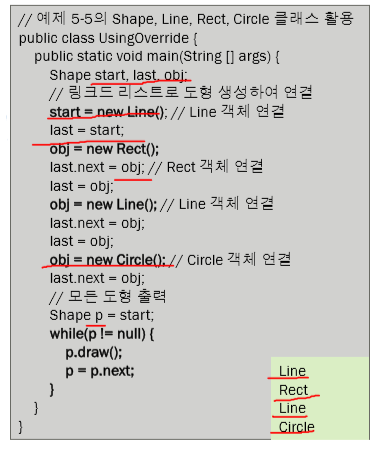 // 예제 5-5의 Shape, Line, Rect, Circle 클래스 활용
public class UsingOverride {
public static void main(String [] args) {
Shape start, last, obj;
// 링크드 리스트로 도형 생성하여 연결
start = new Line(); // Line 객체 연결
last = start;
obj = new Rect();
last.next = obj; // Rect 객체 연결
last = obj;
obj = new Line(); // Line 객체 연결
last.next = obj;
last = obj;
obj = new Circle(); // Circle 객체 연결
last.next = obj;
// 모든 도형 출력
Shape p = start;
while(p != null) {
p.draw();
p = p.next;
}
}
}
Line
Rect
Line
Circle